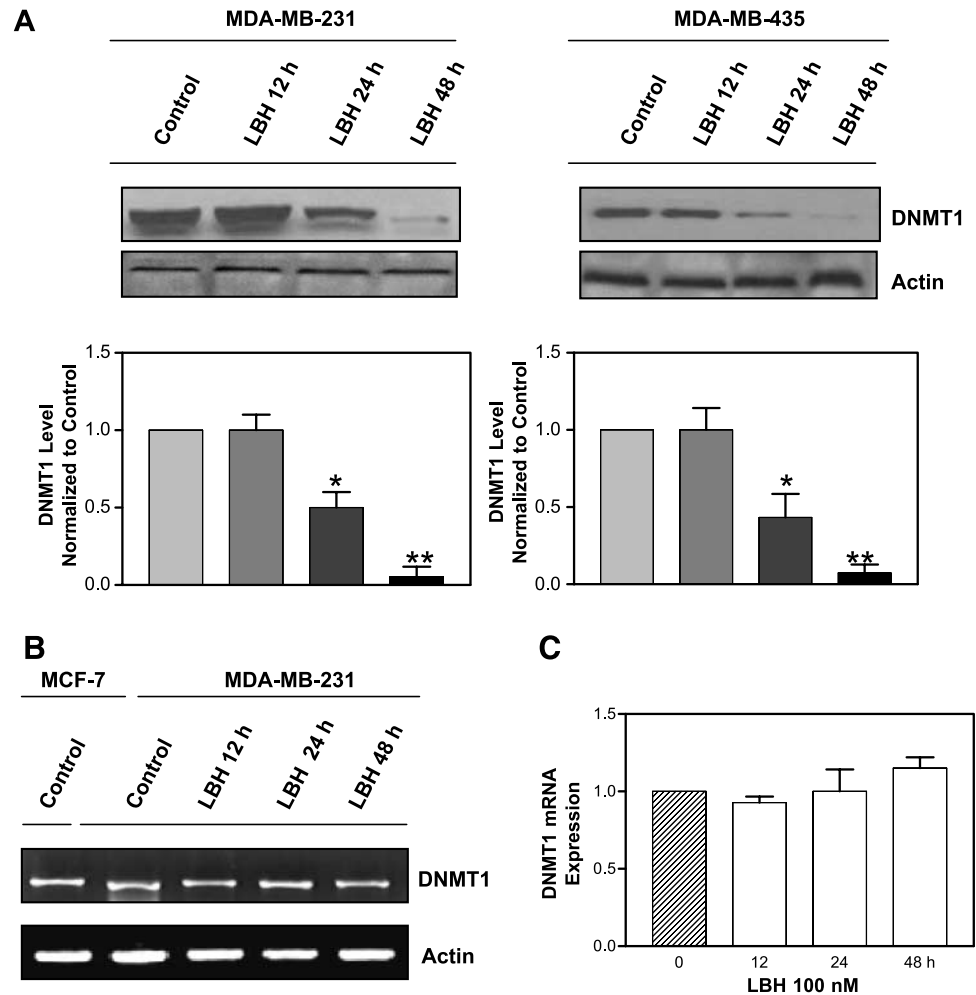 A
MDA-MB-231
MDA-MB-435
Control
LBH 12 h
LBH 24 h
LBH 48 h
Control
LBH 12 h
LBH 24 h
LBH 48 h
DNMT1
Actin
DNMT1 Level
Normalized to Control
1.5
1.0
0.5
0.0
*
**
DNMT1 Level
Normalized to Control
1.5
1.0
0.5
0.0
*
**
B
MCF-7
MDA-MB-231
Control
Control
LBH 12 h
LBH 24 h
LBH 48 h
DNMT1
Actin
C
DNMT1 mRNA
Expression
1.5
1.0
0.5
0.0
0 12 24 48 h
LBH 100 nM